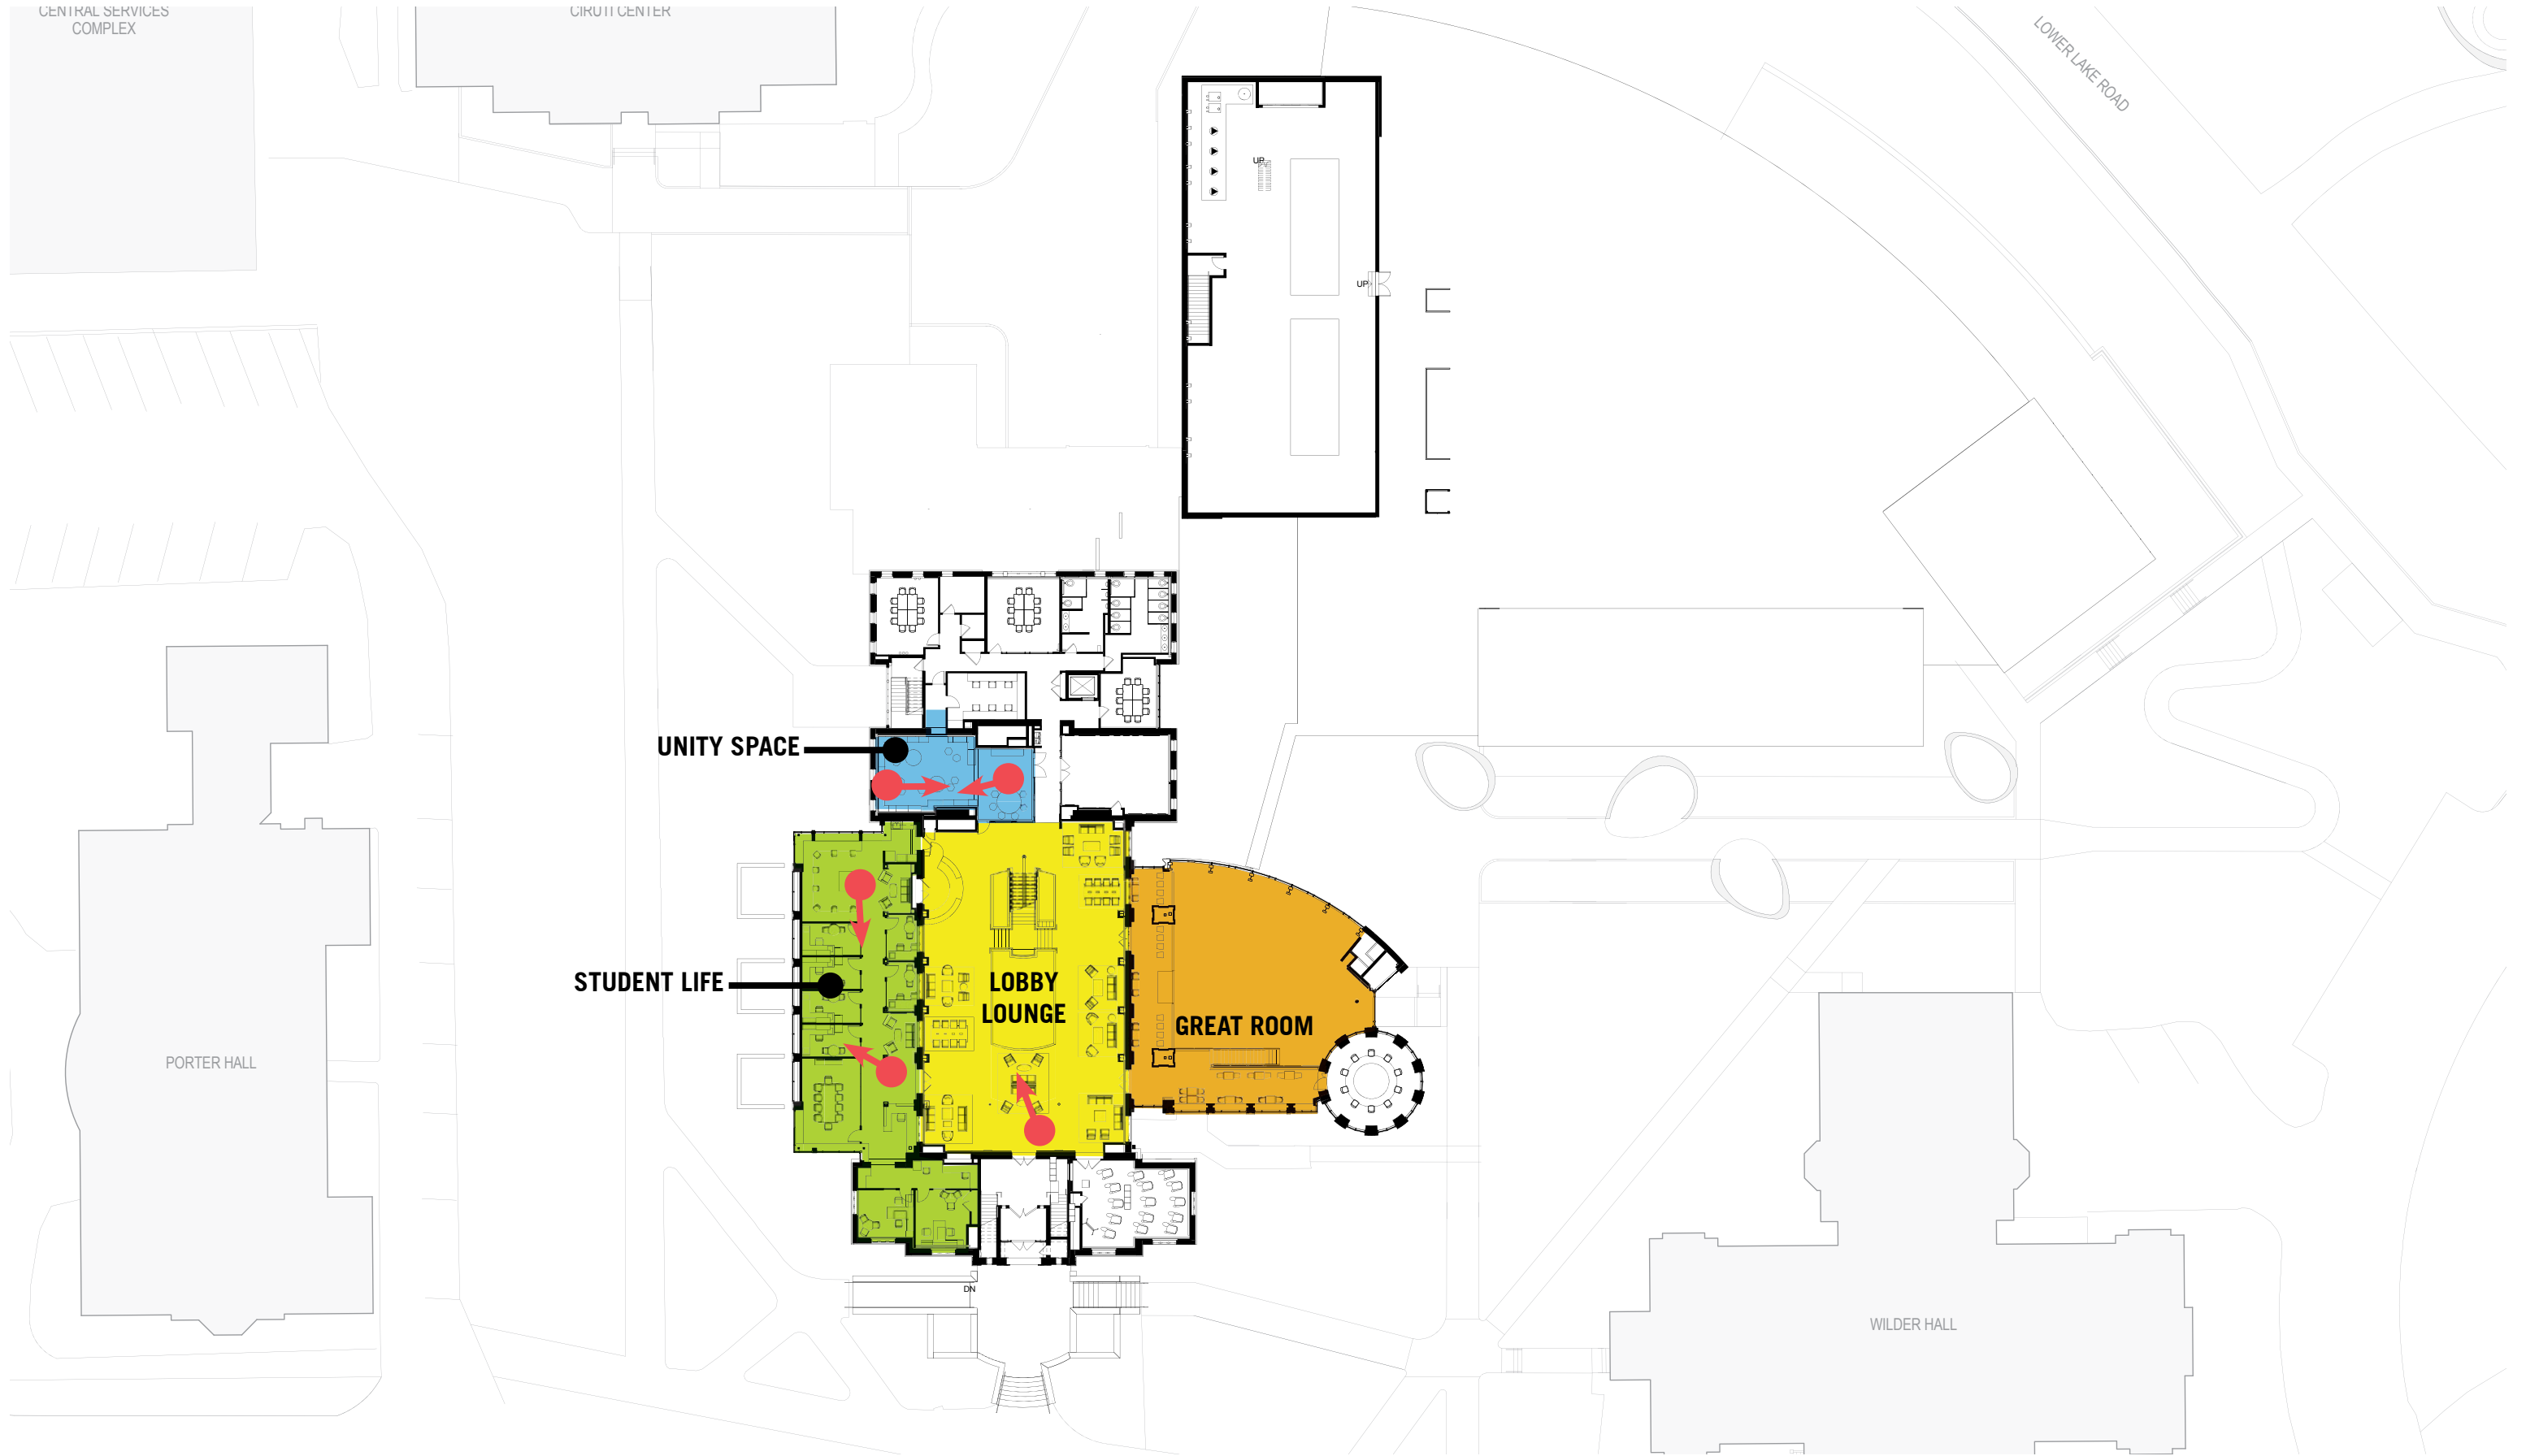 CENTRAL SERVICES
COMPLEX
CIRUTI CENTER
LOWER LAKE ROAD
UP
UP
UNITY SPACE
STUDENT LIFE
LOBBY
LOUNGE
GREAT ROOM
PORTER HALL
DN
WILDER HALL